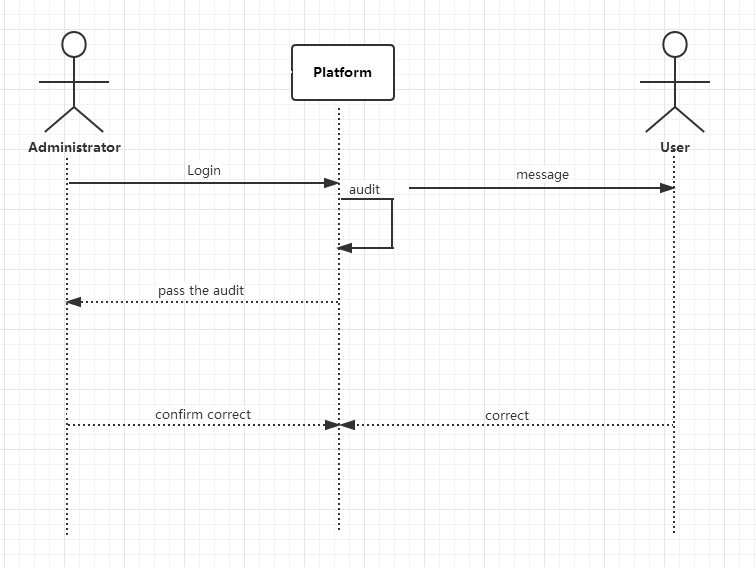 Platform
Administrator
User
Login
message
audit
pass the audit
confirm correct
correct